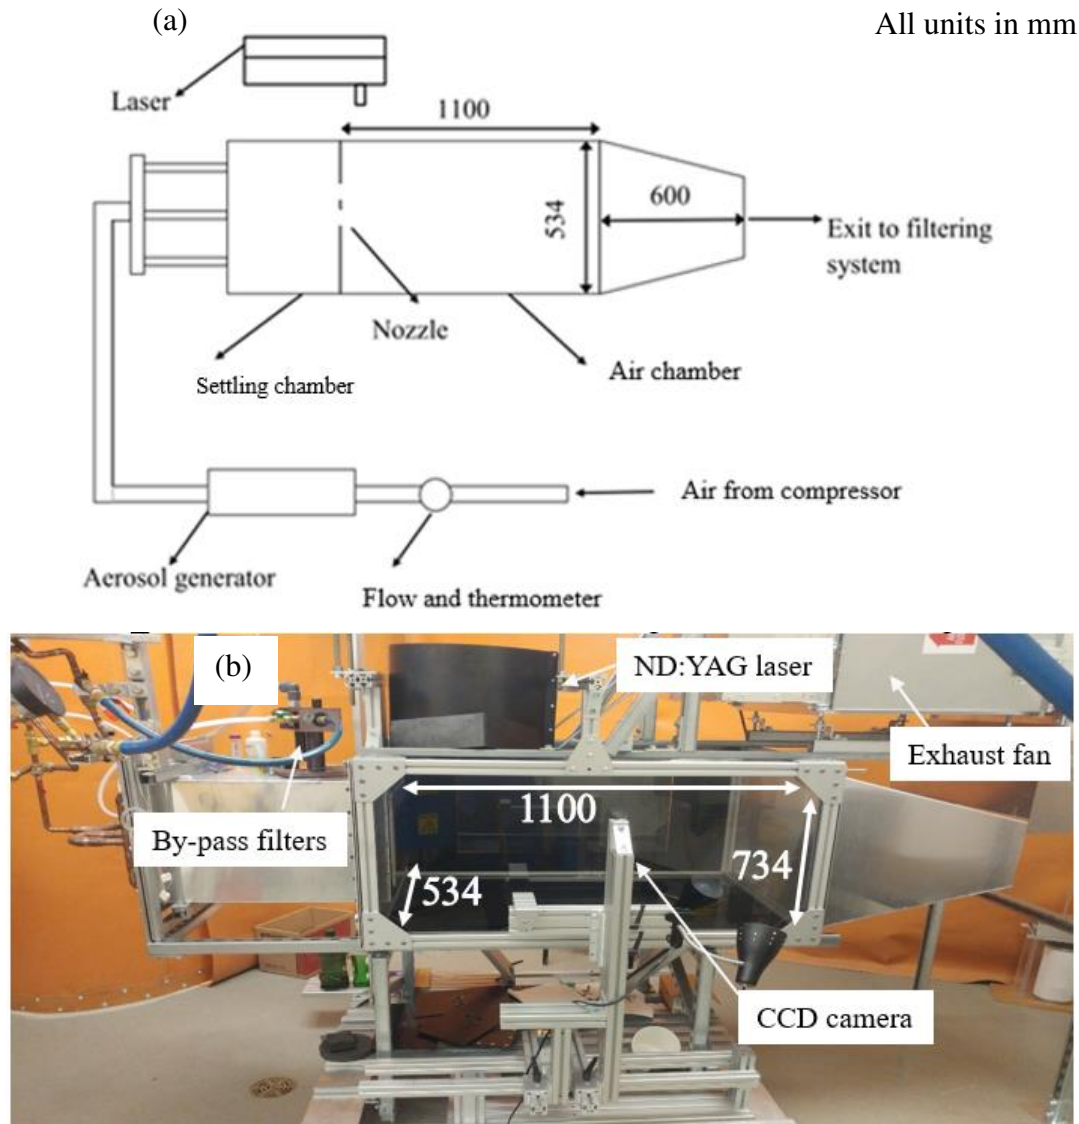 (a)
All units in mm
Laser
1100
534
600
Exit to filtering
system
Nozzle
Settling chamber
Air chamber
Air from compressor
Aerosol generator
Flow and thermometer
(b)
ND:YAG laser
Exhaust fan
By-pass filters
1100
534
734
CCD camera